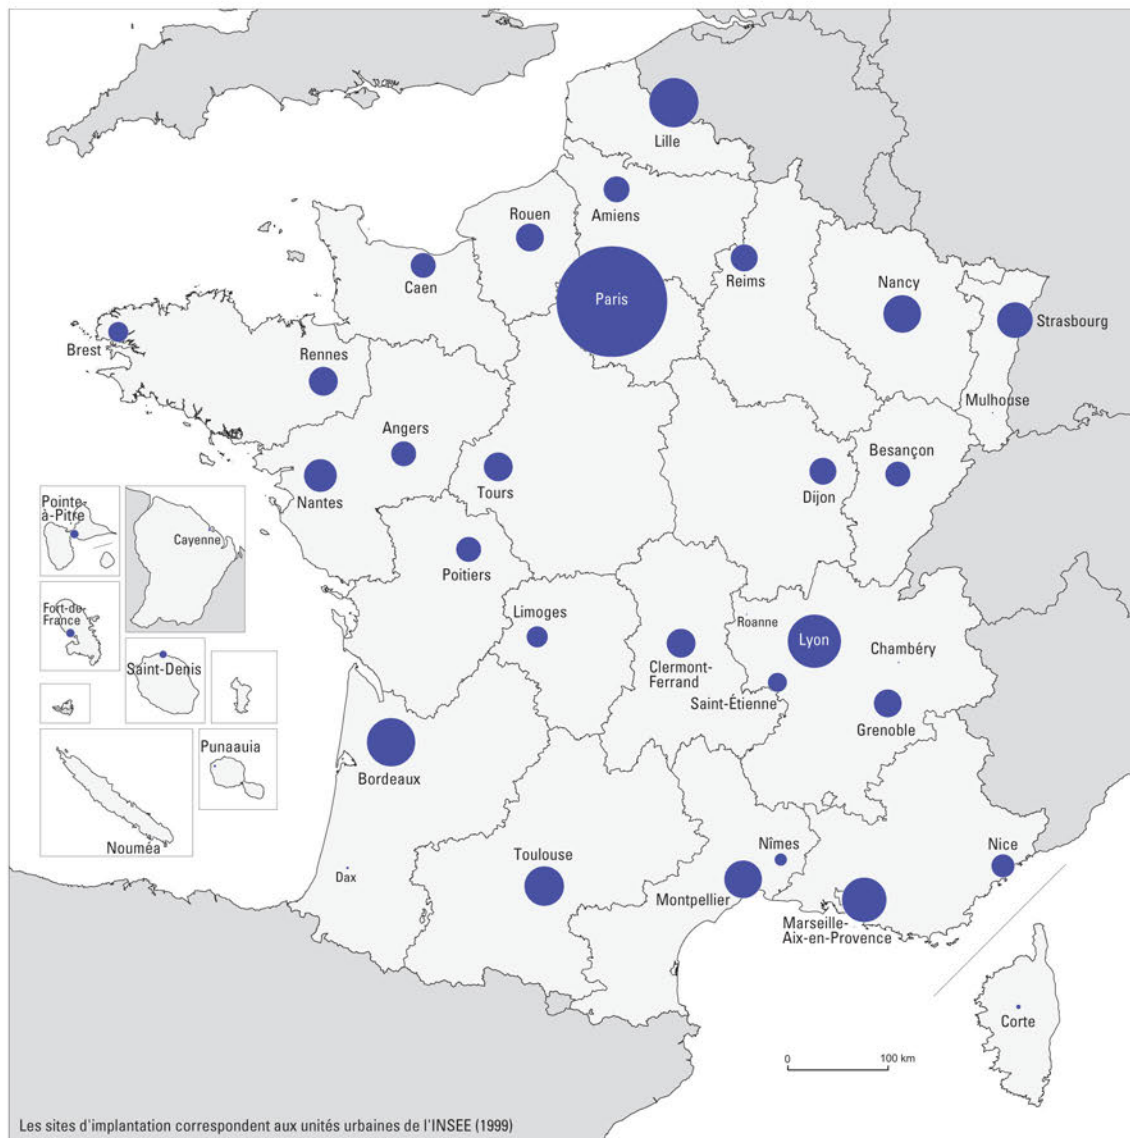 Lille
Amiens
Rouen
Caen
Reims
Paris
Nancy
Strasbourg
Brest
Rennes
Mulhouse
Angers
Besançon
Nantes
Tours
Dijon
Pointe-
à-Pitre
Cayenne
Poitiers
Fort-de-
France
Limoges
Roanne
Lyon
Chambéry
Clermont-
Ferrand
Saint-Denis
Saint-Étienne
Grenoble
Punaauia
Bordeaux
Nouméa
Dax
Toulouse
Nîmes
Nice
Montpellier
Marseille-
Aix-en-Provence
Corte
0 100 km
Les sites d'implantation correspondent aux unités urbaines de l'INSEE (1999)